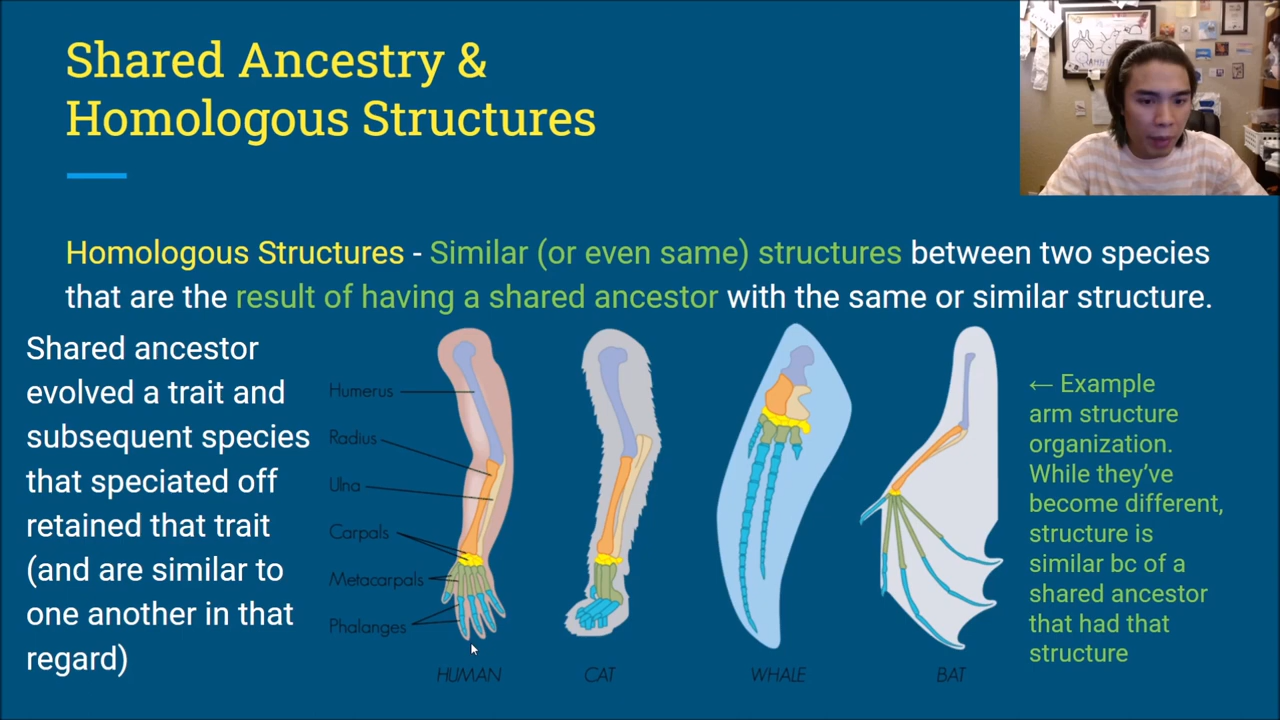 Shared Ancestry &
Homologous Structures
Homologous Structures - Similar (or even same) structures between two species
that are the result of having a shared ancestor with the same or similar structure.
Shared ancestor
evolved a trait and
subsequent species
that speciated off
retained that trait
(and are similar to
one another in that
regard)
Humerus
Radius
Ulna
Carpals
Metacarpals
Phalanges
HUMAN
CAT
WHALE
BAT
← Example
arm structure
organization.
While they’ve
become different,
structure is
similar bc of a
shared ancestor
that had that
structure